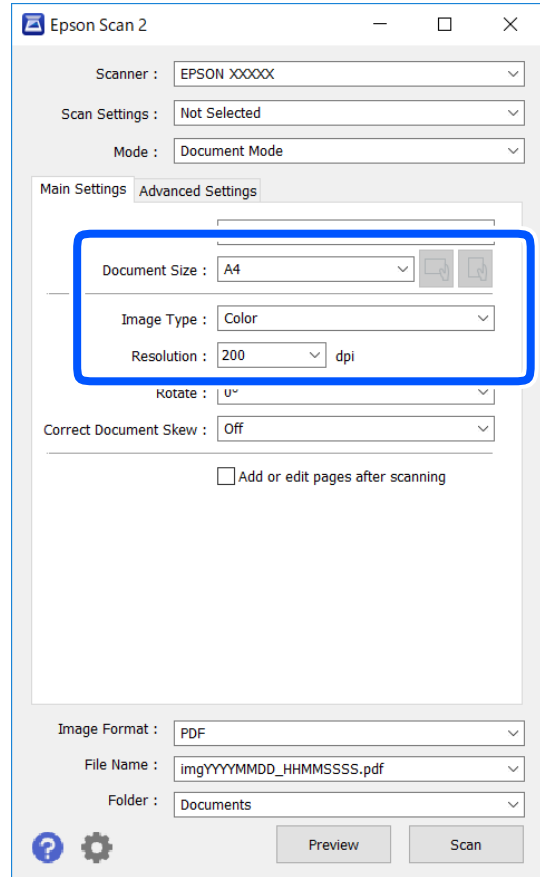 Epson Scan 2
Scanner : EPSON XXXXX
Scan Settings : Not Selected
Mode : Document Mode
Main Settings Advanced Settings
Document Size : A4
Image Type : Color
Resolution : 200 dpi
Rotate : 0°
Correct Document Skew : Off
Add or edit pages after scanning
Image Format : PDF
File Name : imgYYYYMMDD_HHMMSSSS.pdf
Folder : Documents
? Preview Scan